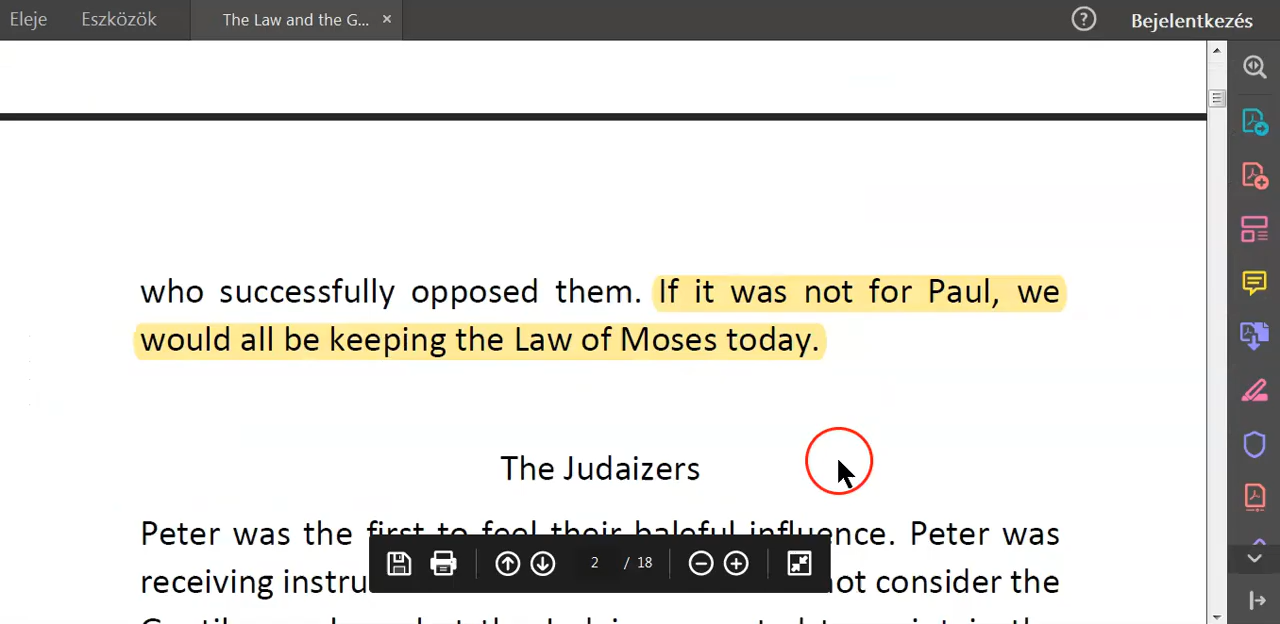 Eleje Eszközök The Law and the G... × ? Bejelentkezés
who successfully opposed them. If it was not for Paul, we
would all be keeping the Law of Moses today.
The Judaizers
Peter was the first to feel their baleful influence. Peter was
receiving not consider the
2 / 18